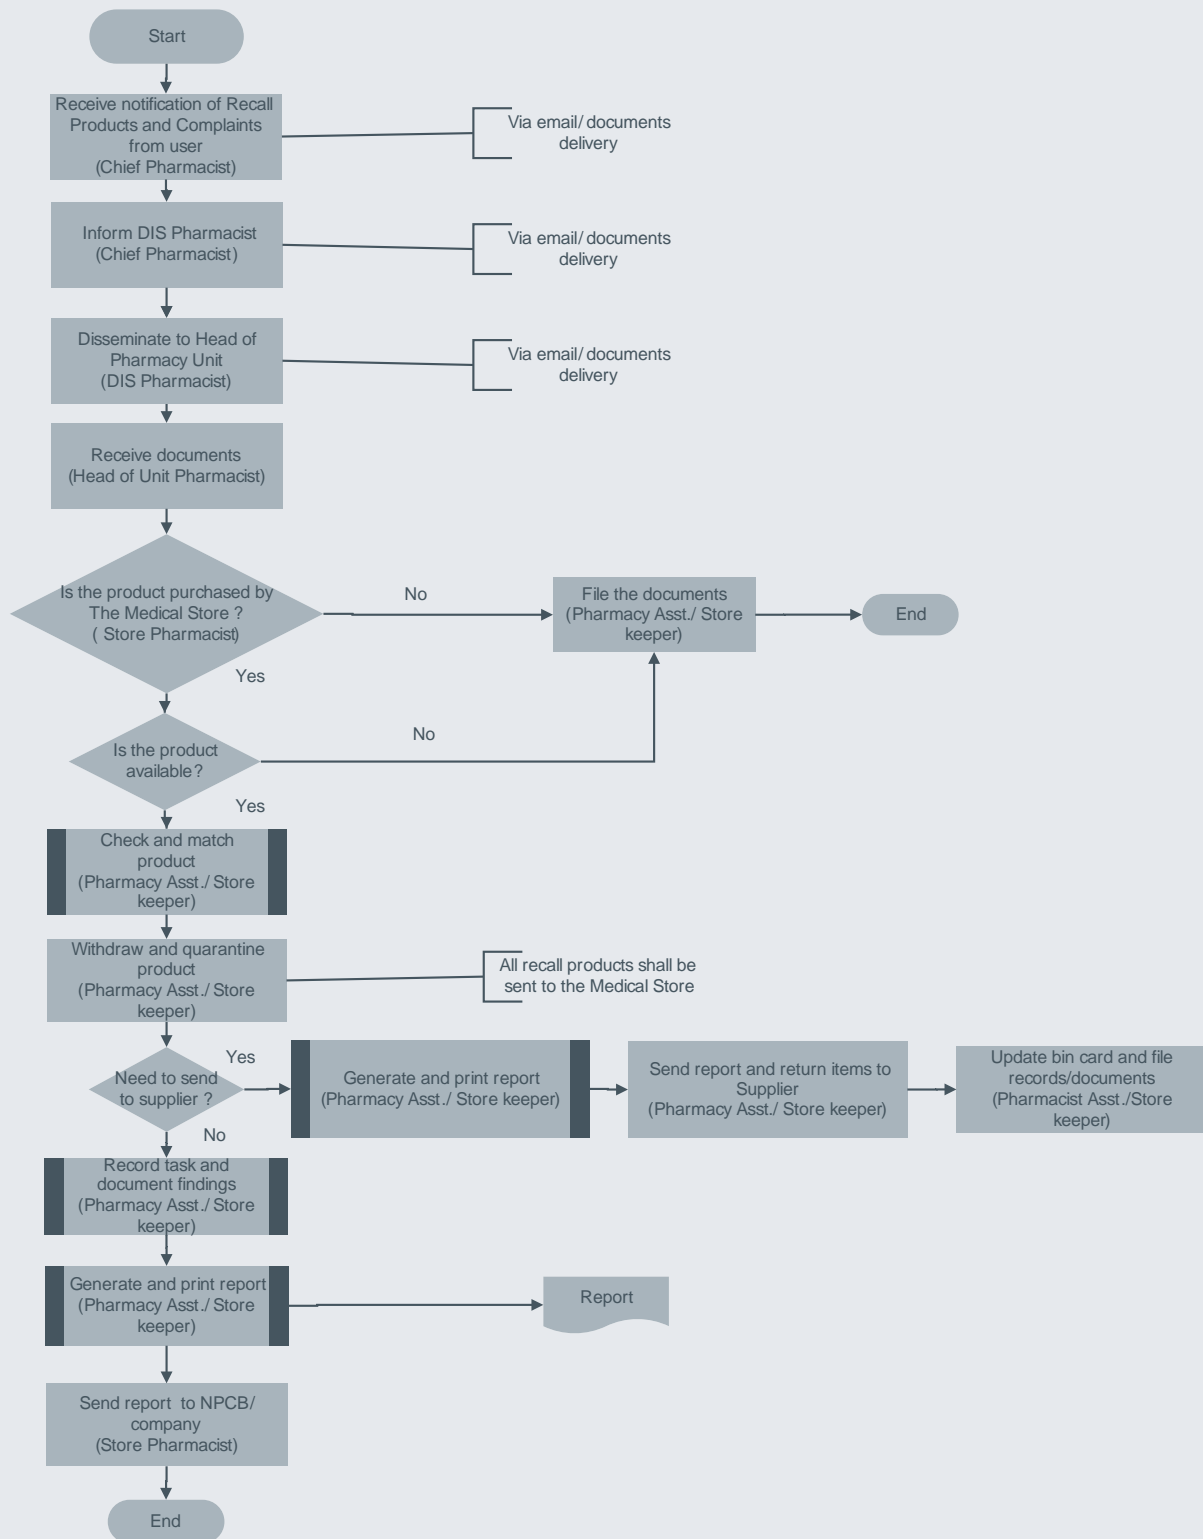 Start
Receive notification of Recall
Products and Complaints
from user
(Chief Pharmacist)
Via email/documents
delivery
Inform DIS Pharmacist
(Chief Pharmacist)
Via email/documents
delivery
Disseminate to Head of
Pharmacy Unit
(DIS Pharmacist)
Via email/documents
delivery
Receive documents
(Head of Unit Pharmacist)
Is the product purchased by
The Medical Store ?
( Store Pharmacist)
No
File the documents
(Pharmacy Asst./ Store
keeper)
End
Yes
Is the product
available?
No
Yes
Check and match
product
(Pharmacy Asst./ Store
keeper)
Withdraw and quarantine
product
(Pharmacy Asst./ Store
keeper)
All recall products shall be
sent to the Medical Store
Need to send
to supplier ?
Yes
Generate and print report
(Pharmacy Asst./ Store keeper)
Send report and return items to
Supplier
(Pharmacy Asst./ Store keeper)
Update bin card and file
records/documents
(Pharmacist Asst./Store
keeper)
No
Record task and
document findings
(Pharmacy Asst./ Store
keeper)
Generate and print report
(Pharmacy Asst./ Store
keeper)
Report
Send report to NPCB/
company
(Store Pharmacist)
End